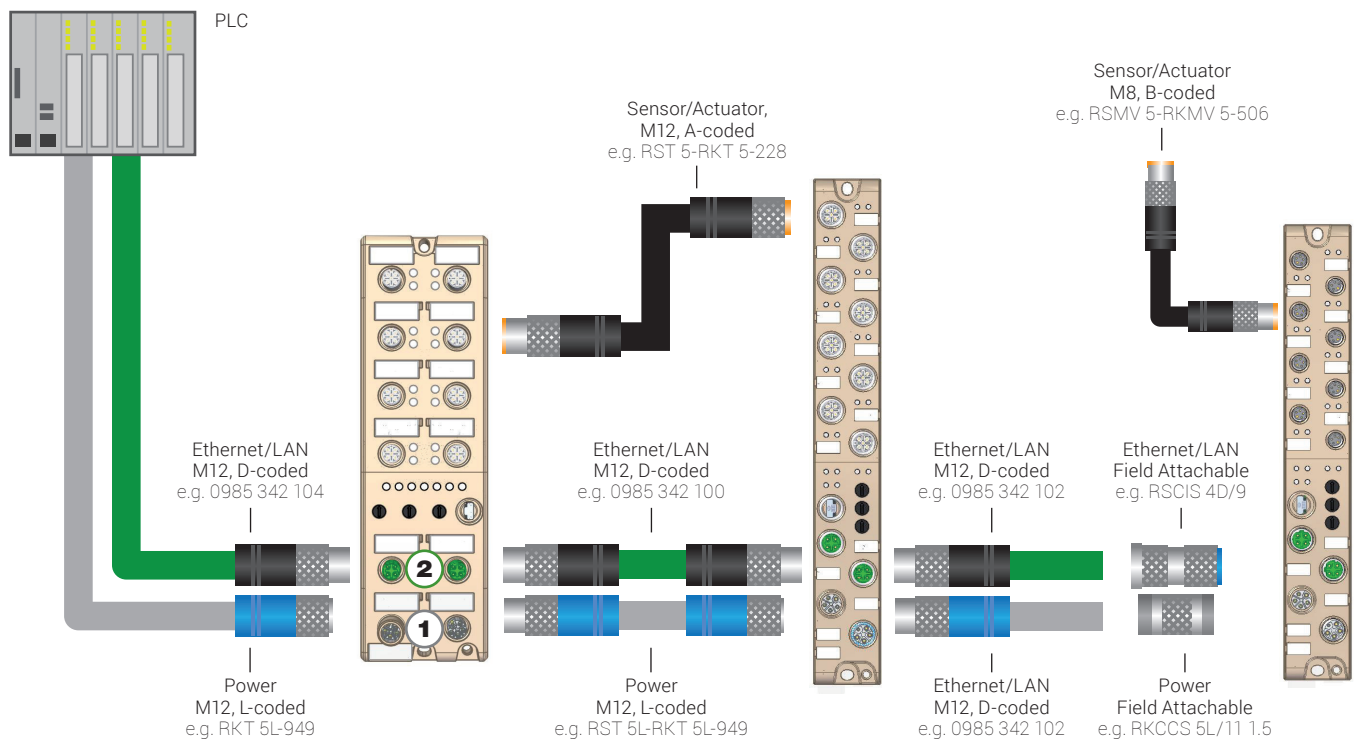 PLC
Sensor/Actuator
M8, B-coded
e.g. RSMV 5-RKMV 5-506
Sensor/Actuator,
M12, A-coded
e.g. RST 5-RKT 5-228
Ethernet/LAN
M12, D-coded
e.g. 0985 342 104
Ethernet/LAN
M12, D-coded
e.g. 0985 342 100
Ethernet/LAN
M12, D-coded
e.g. 0985 342 102
Ethernet/LAN
Field Attachable
e.g. RSCIS 4D/9
2
1
Power
M12, L-coded
e.g. RKT 5L-949
Power
M12, L-coded
e.g. RST 5L-RKT 5L-949
Ethernet/LAN
M12, D-coded
e.g. 0985 342 102
Power
Field Attachable
e.g. RKCCS 5L/11 1.5